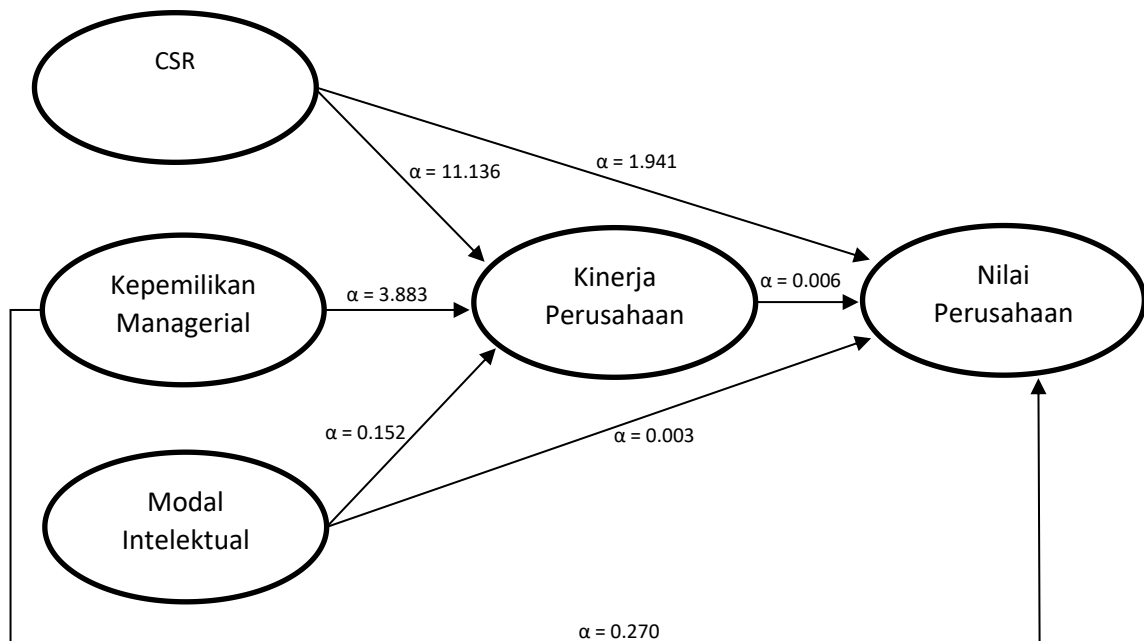 CSR
α = 1.941
α = 11.136
Kepemilikan
Managerial
α = 3.883
Kinerja
Perusahaan
α = 0.006
Nilai
Perusahaan
α = 0.152
α = 0.003
Modal
Intelektual
α = 0.270